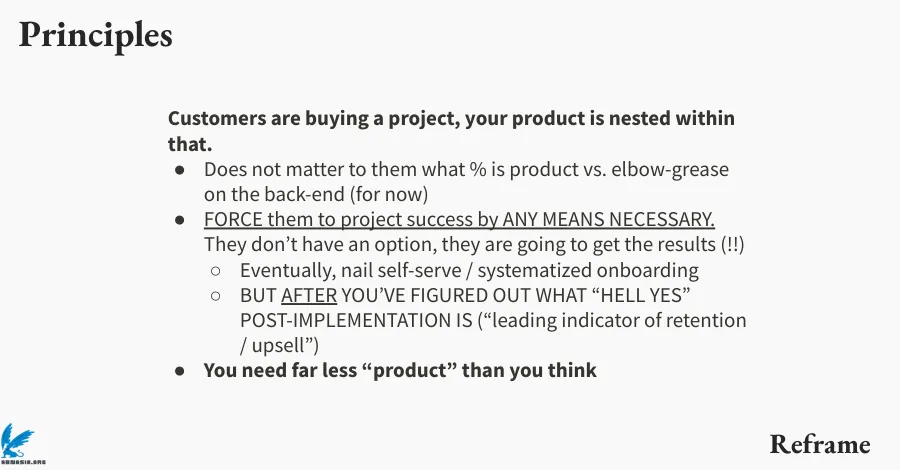 Principles
Customers are buying a project, your product is nested within
that.
● Does not matter to them what % is product vs. elbow-grease
on the back-end (for now)
● FORCE them to project success by ANY MEANS NECESSARY.
They don’t have an option, they are going to get the results (!!)
○ Eventually, nail self-serve / systematized onboarding
○ BUT AFTER YOU’VE FIGURED OUT WHAT “HELL YES”
POST-IMPLEMENTATION IS (“leading indicator of retention
/ upsell”)
● You need far less “product” than you think
Reframe